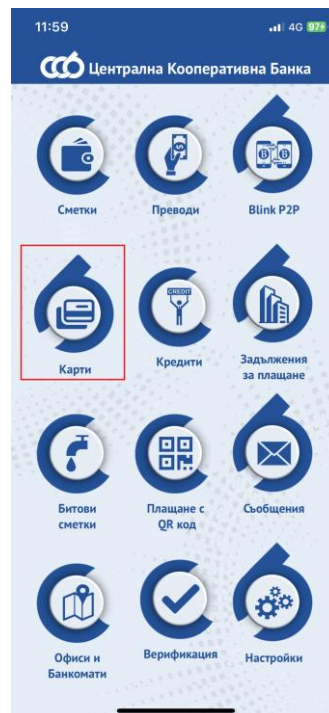 11:59
4G 97+
ССБ Централна Кооперативна Банка
Сметки
Преводи
Blink P2P
CREDIT
Карти
Кредити
Задължения
за плащане
Битови
сметки
Плащане с
QR код
Съобщения
Офиси и
Банкомати
Верификация
Настройки